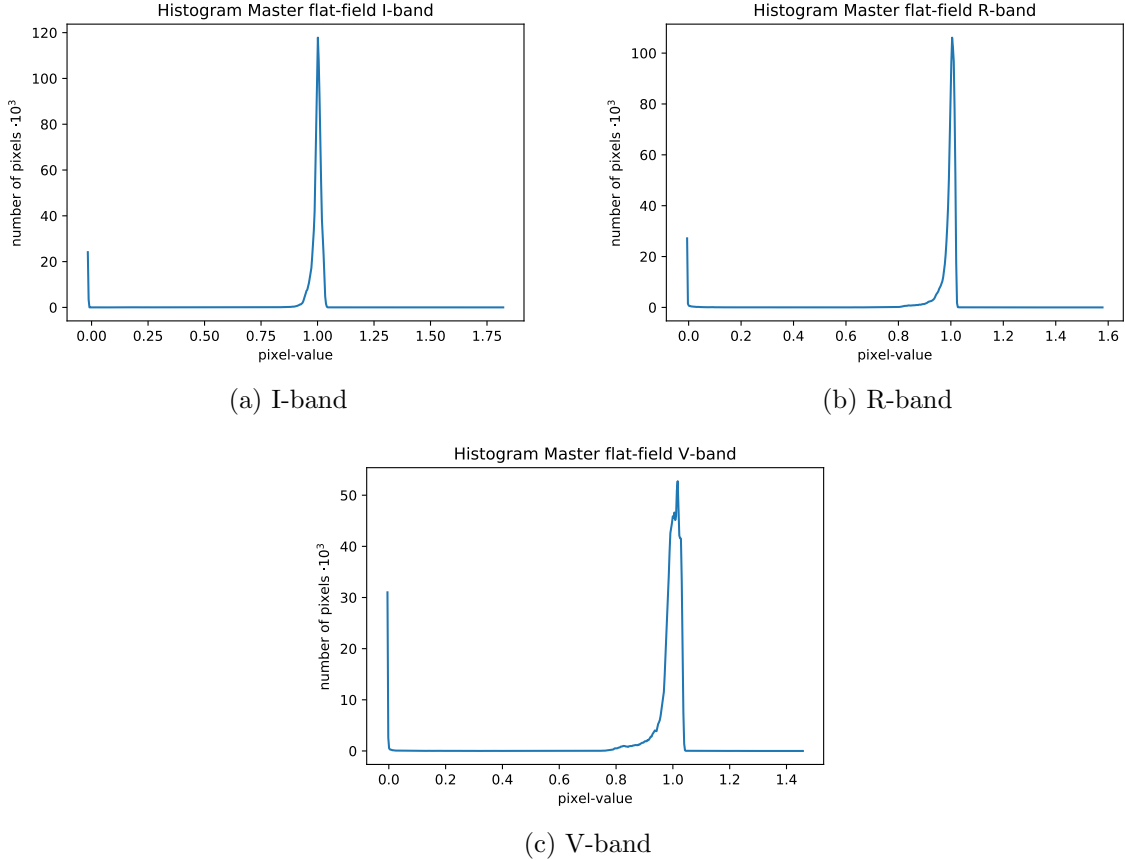 Histogram Master flat-field I-band
number of pixels ·10³
120
100
80
60
40
20
0
0.00 0.25 0.50 0.75 1.00 1.25 1.50 1.75
pixel-value
(a) I-band
Histogram Master flat-field R-band
number of pixels ·10³
100
80
60
40
20
0
0.0 0.2 0.4 0.6 0.8 1.0 1.2 1.4 1.6
pixel-value
(b) R-band
Histogram Master flat-field V-band
number of pixels ·10³
50
40
30
20
10
0
0.0 0.2 0.4 0.6 0.8 1.0 1.2 1.4
pixel-value
(c) V-band